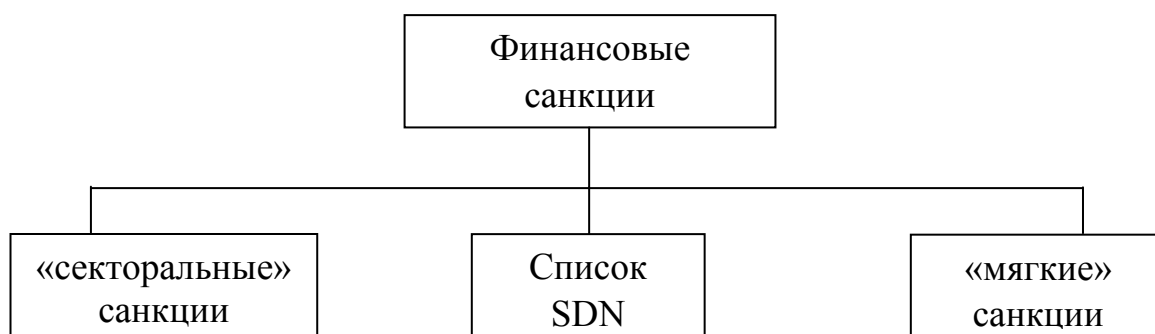 Финансовые
санкции
«секторальные»
санкции
Список
SDN
«мягкие»
санкции